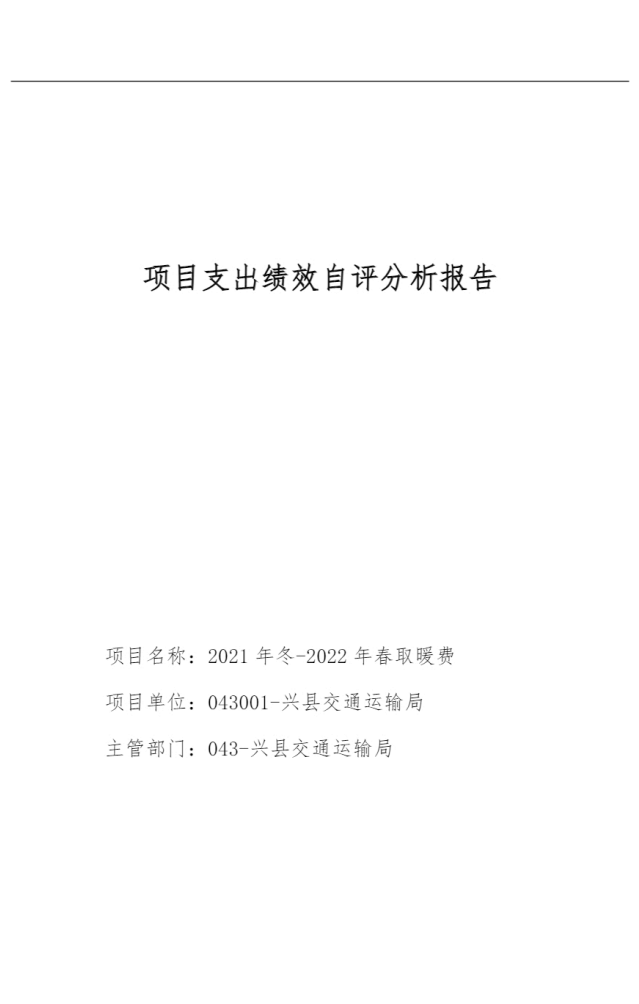 项目支出绩效自评分析报告
项目名称：2021 年冬-2022 年春取暖费
项目单位：043001-兴县交通运输局
主管部门：043-兴县交通运输局